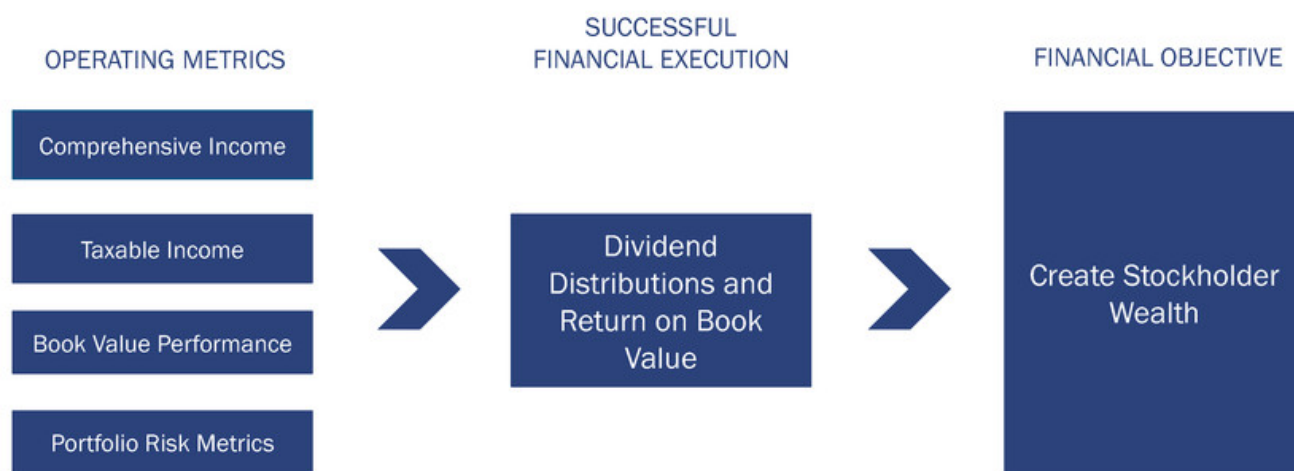 OPERATING METRICS
SUCCESSFUL
FINANCIAL EXECUTION
FINANCIAL OBJECTIVE
Comprehensive Income
Taxable Income
Book Value Performance
Portfolio Risk Metrics
Dividend
Distributions and
Return on Book
Value
Create Stockholder
Wealth